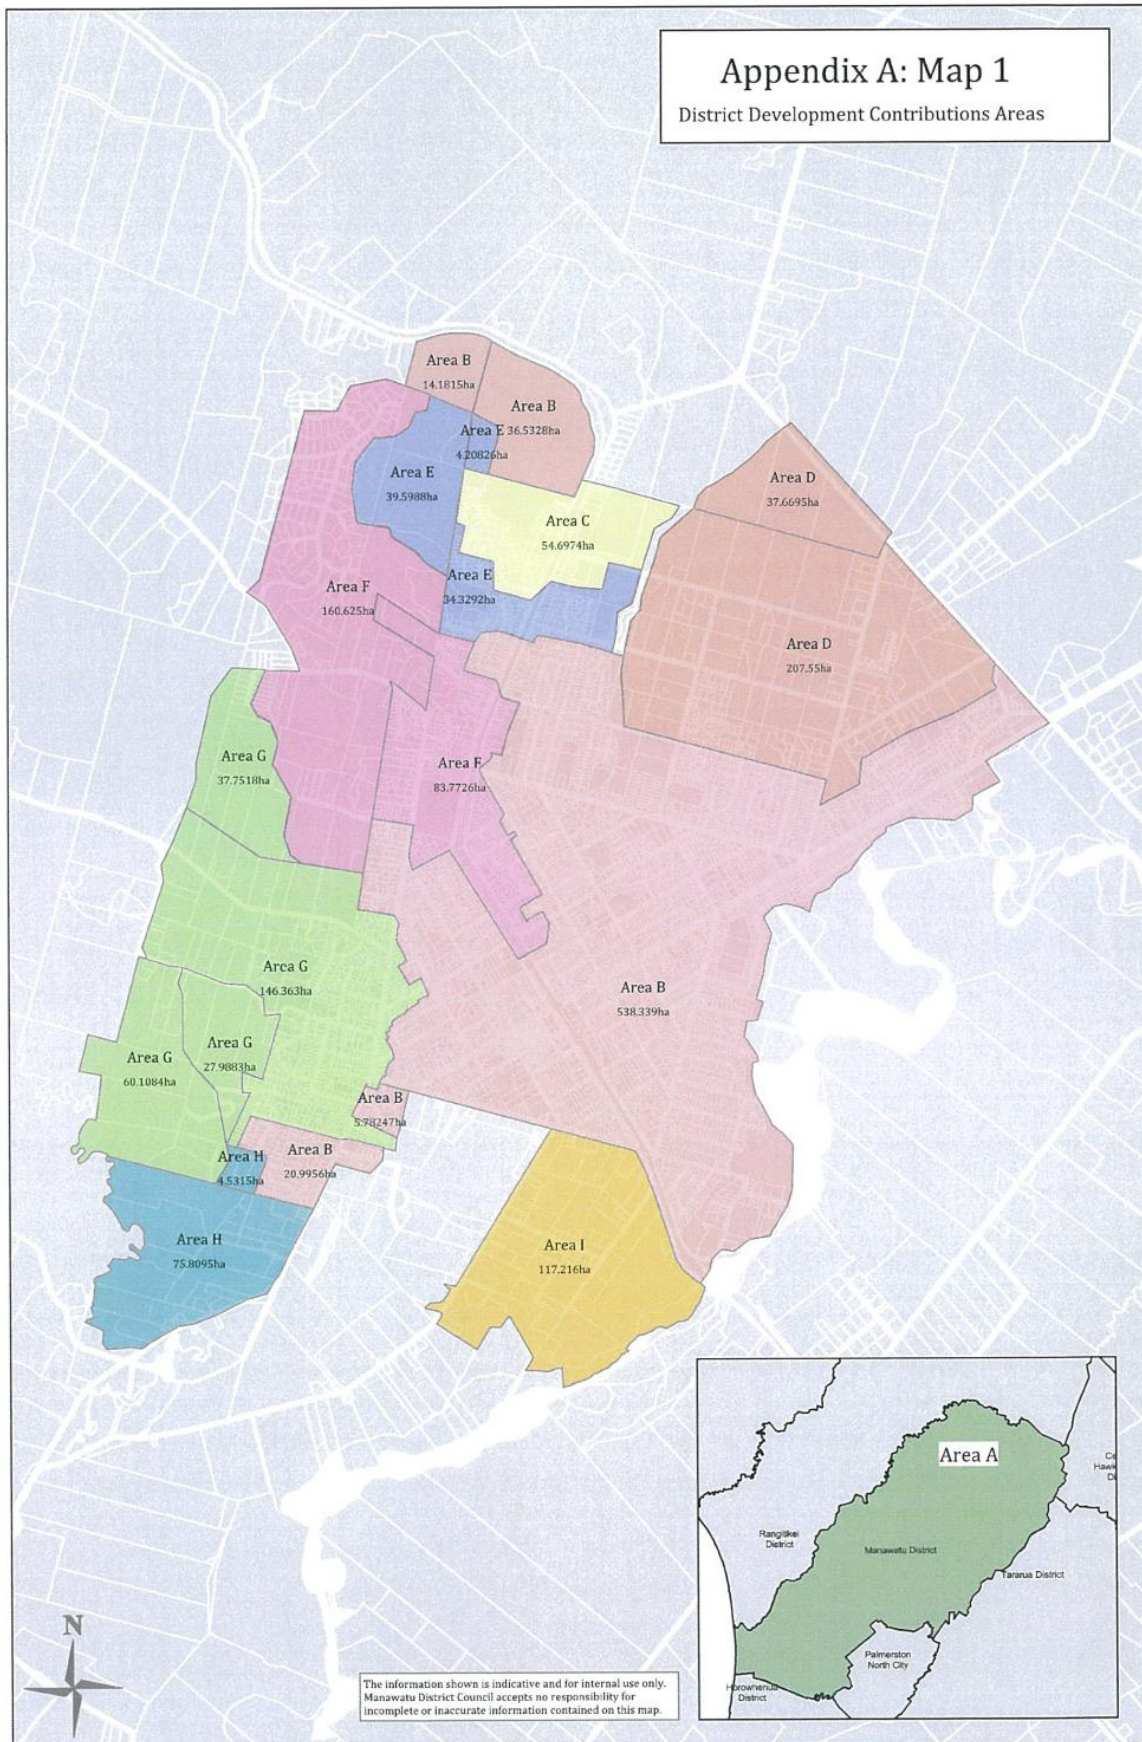 Appendix A: Map 1
District Development Contributions Areas
Area B
14.1815ha
Area B
36.5328ha
Area E
4.20826ha
Area E
39.5988ha
Area D
37.6695ha
Area C
54.6974ha
Area E
34.3292ha
Area F
160.625ha
Area D
207.55ha
Area G
37.7518ha
Area F
83.7726ha
Area G
146.363ha
Area B
538.339ha
Area G
27.9883ha
Area G
60.1084ha
Area B
5.78247ha
Area B
20.9956ha
Area H
4.5315ha
Area H
75.8095ha
Area I
117.216ha
Area A
Rangitikei
District
Manawatu District
Tararua District
Palmerston
North City
Horowhenua
District
Ce
Hawk
Di
N
The information shown is indicative and for internal use only.
Manawatu District Council accepts no responsibility for
incomplete or inaccurate information contained on this map.